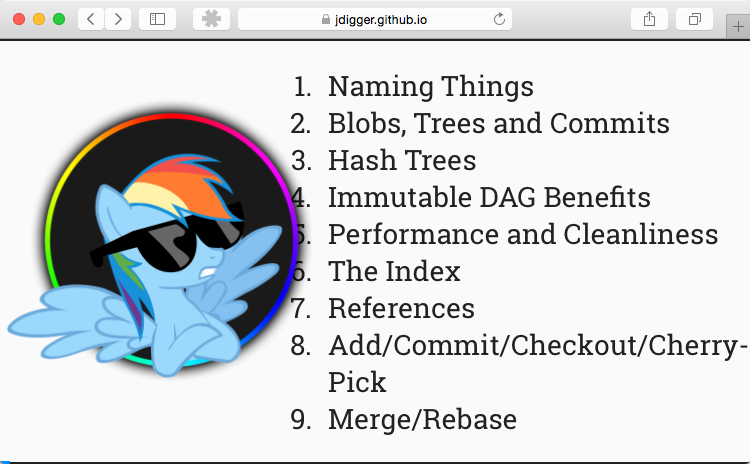 jdigger.github.io
1. Naming Things
2. Blobs, Trees and Commits
3. Hash Trees
4. Immutable DAG Benefits
5. Performance and Cleanliness
6. The Index
7. References
8. Add/Commit/Checkout/Cherry-
Pick
9. Merge/Rebase